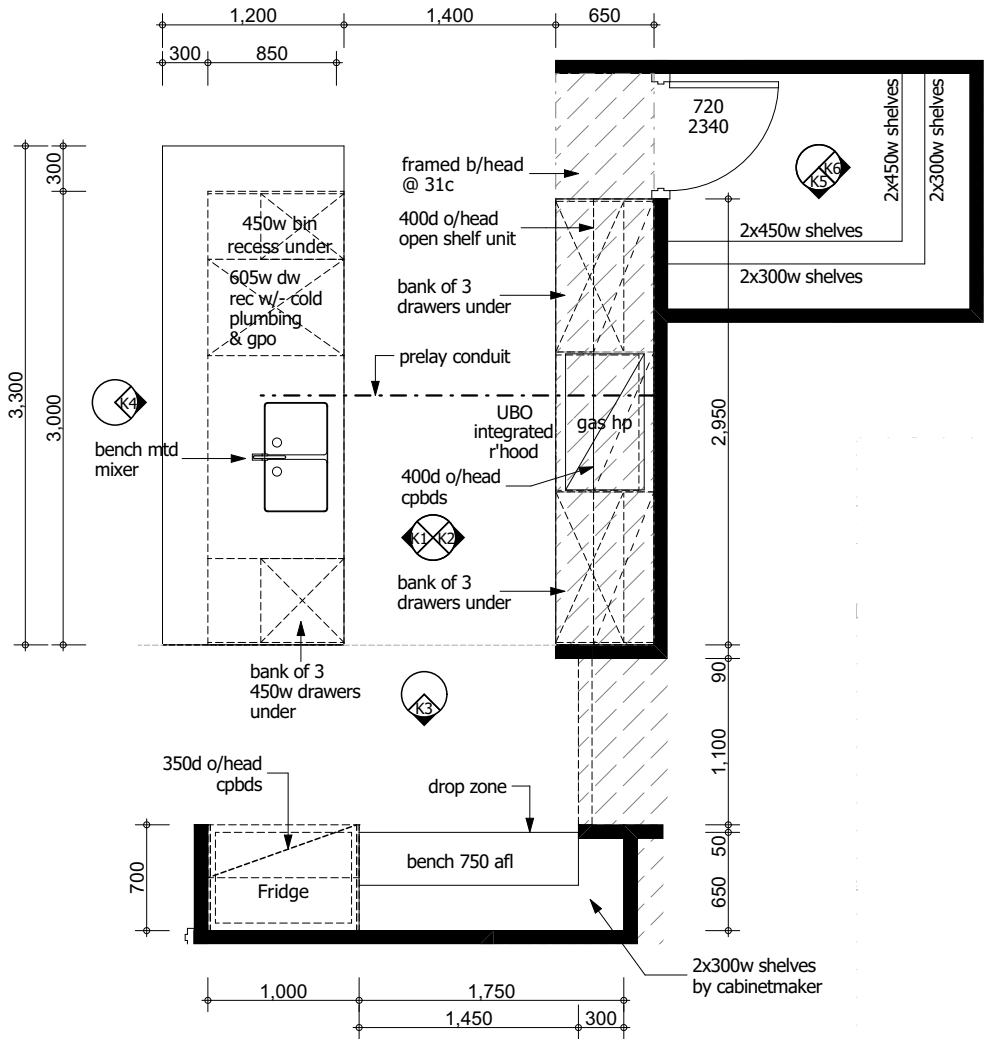 1,200
1,400
650
300
850
720
2340
2x450w shelves
2x300w shelves
K6
K5
300
framed b/head
@ 31c
400d o/head
open shelf unit
450w bin
recess under
2x450w shelves
2x300w shelves
605w dw
rec w/- cold
plumbing
& gpo
bank of 3
drawers under
prelay conduit
3,300
3,000
K4
2,950
UBO
integrated
r'hood
gas hp
bench mtd
mixer
400d o/head
cpbds
K1
K2
bank of 3
drawers under
bank of 3
450w drawers
under
90
K3
1,100
350d o/head
cpbds
drop zone
700
bench 750 afl
Fridge
50
650
2x300w shelves
by cabinetmaker
1,000
1,750
1,450
300